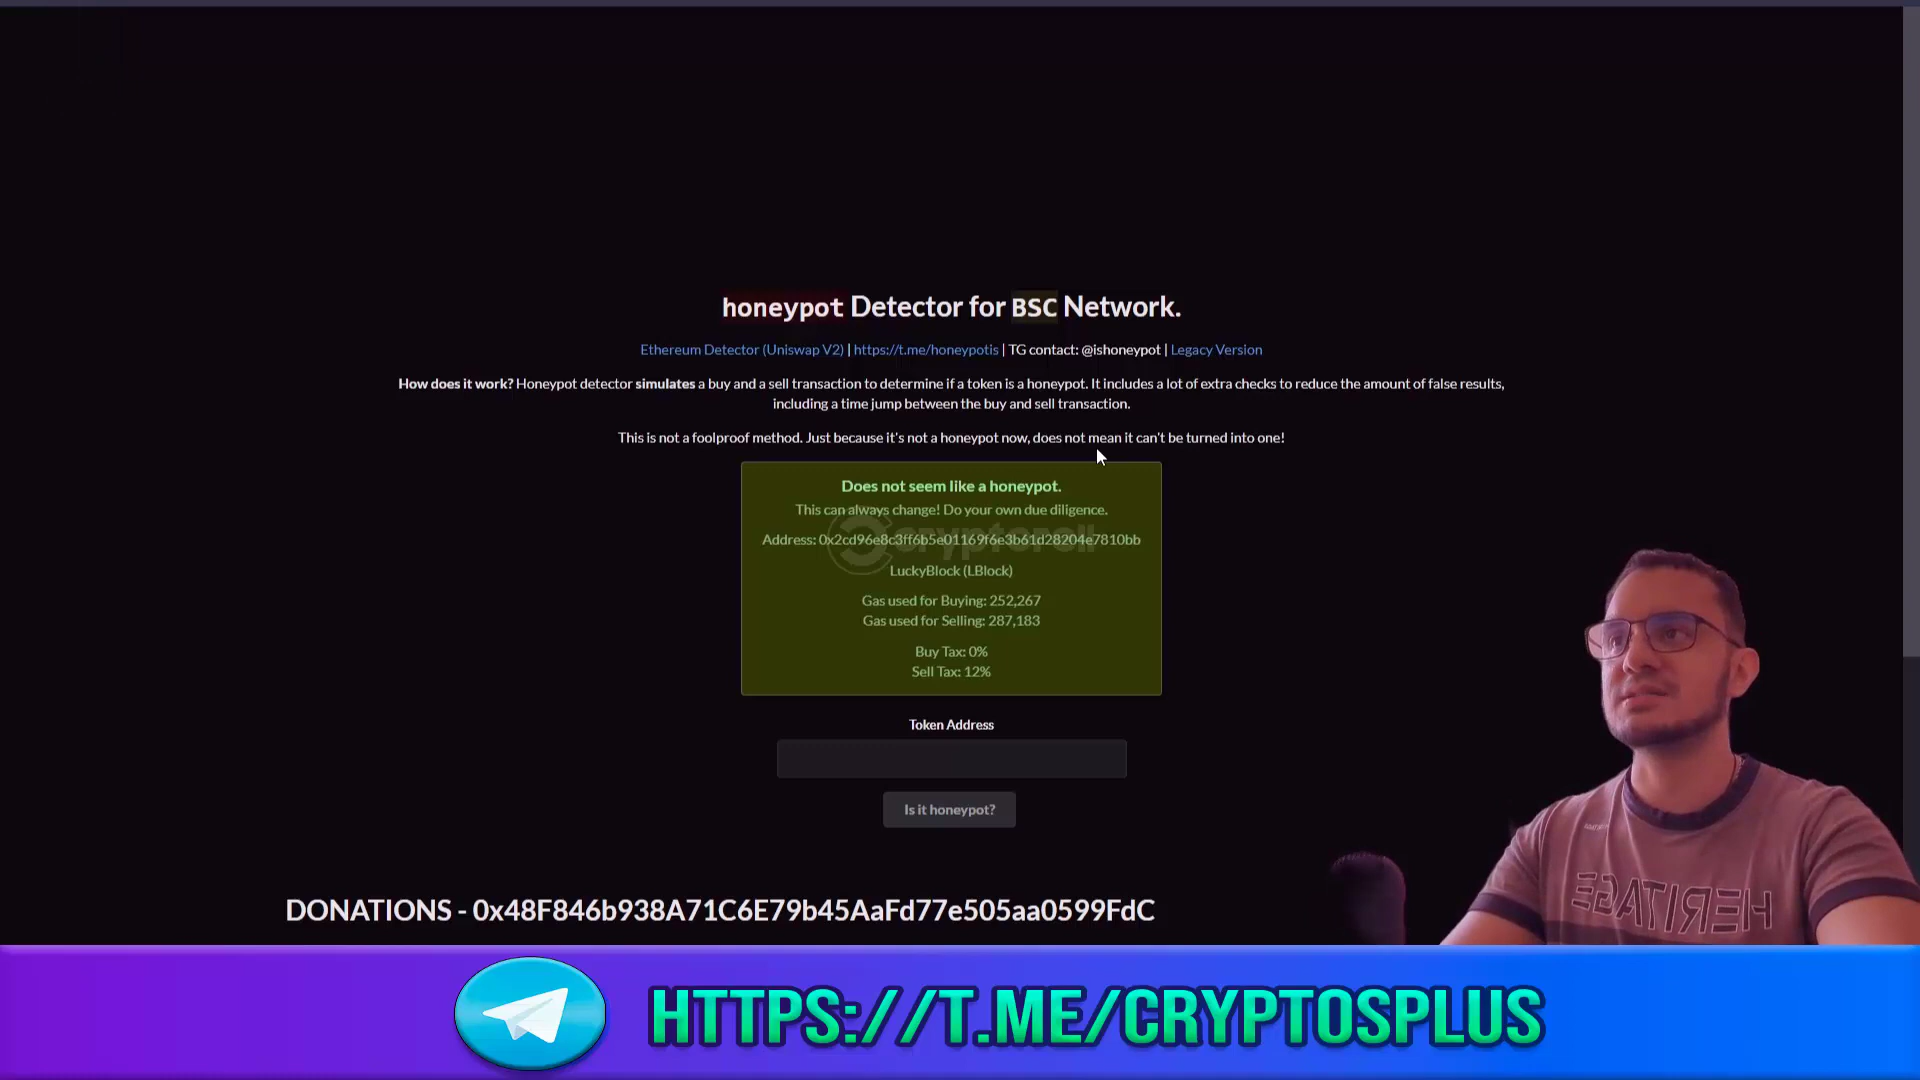 honeypot Detector for BSC Network.
Ethereum Detector (Uniswap V2) | https://t.me/honeypotis | TG contact: @ishoneypot | Legacy Version
How does it work? Honeypot detector simulates a buy and a sell transaction to determine if a token is a honeypot. It includes a lot of extra checks to reduce the amount of false results,
including a time jump between the buy and sell transaction.
This is not a foolproof method. Just because it's not a honeypot now, does not mean it can't be turned into one!
Does not seem like a honeypot.
This can always change! Do your own due diligence.
Address: 0x2cd96e8c3ff6b5e01169f6e3b61d28204e7810bb
LuckyBlock (LBlock)
Gas used for Buying: 252,267
Gas used for Selling: 287,183
Buy Tax: 0%
Sell Tax: 12%
Token Address
Is it honeypot?
HERITAGE
DONATIONS - 0x48F846b938A71C6E79b45AaFd77e505aa0599FdC
HTTPS://T.ME/CRYPTOSPLUS